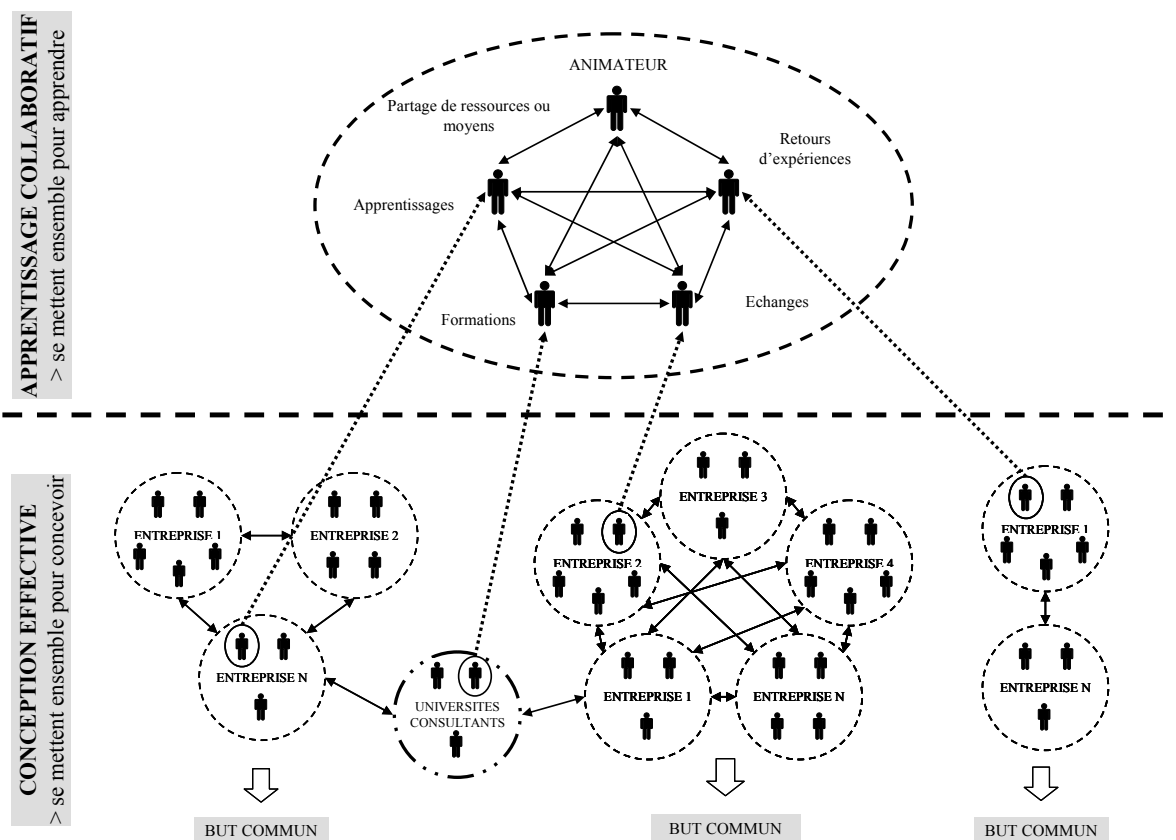 APPRENTISSAGE COLLABORATIF
> se mettent ensemble pour apprendre
ANIMATEUR
Partage de ressources ou
moyens
Retours
d'expériences
Apprentissages
Formations
Echanges
CONCEPTION EFFECTIVE
> se mettent ensemble pour concevoir
ENTREPRISE 1
ENTREPRISE 2
ENTREPRISE N
UNIVERSITES
CONSULTANTS
ENTREPRISE 3
ENTREPRISE 2
ENTREPRISE 4
ENTREPRISE 1
ENTREPRISE N
ENTREPRISE 1
ENTREPRISE N
BUT COMMUN
BUT COMMUN
BUT COMMUN